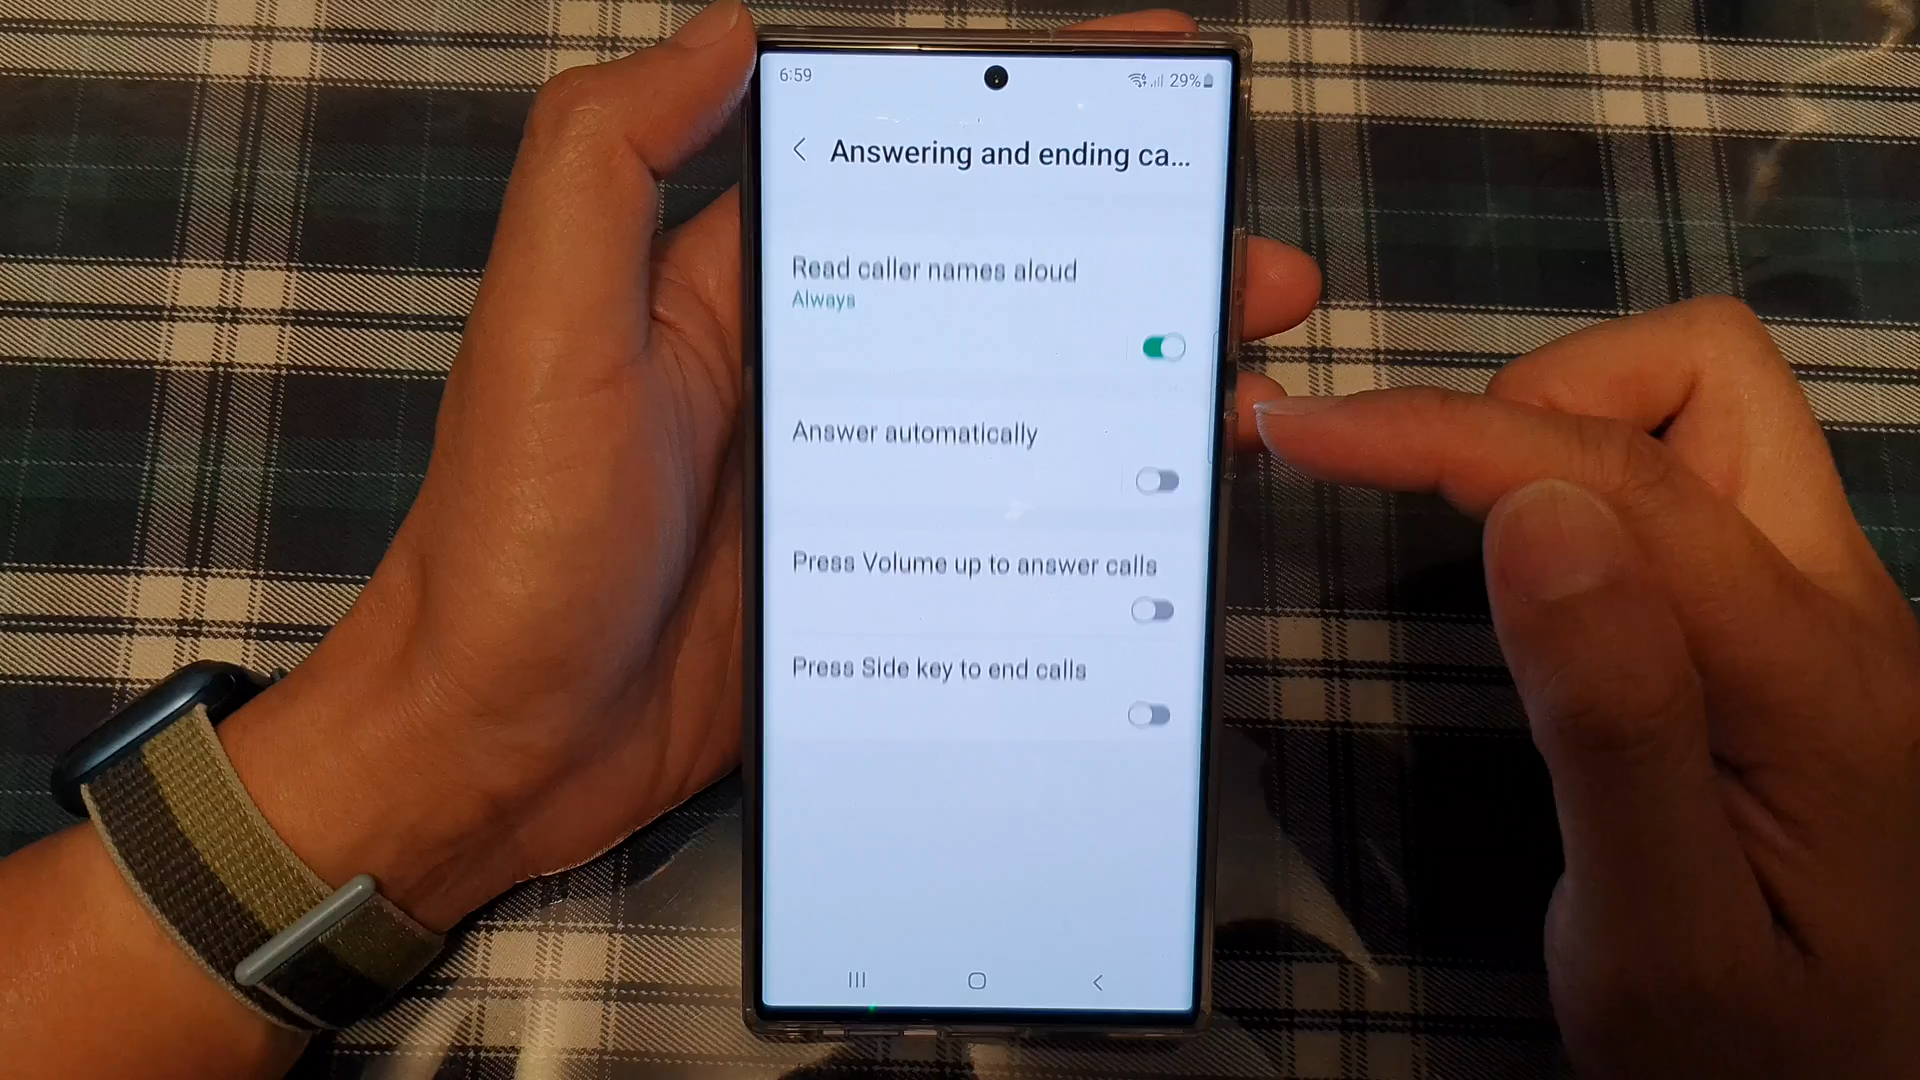 6:59
29%
Answering and ending ca...
Read caller names aloud
Always
Answer automatically
Press Volume up to answer calls
Press Side key to end calls